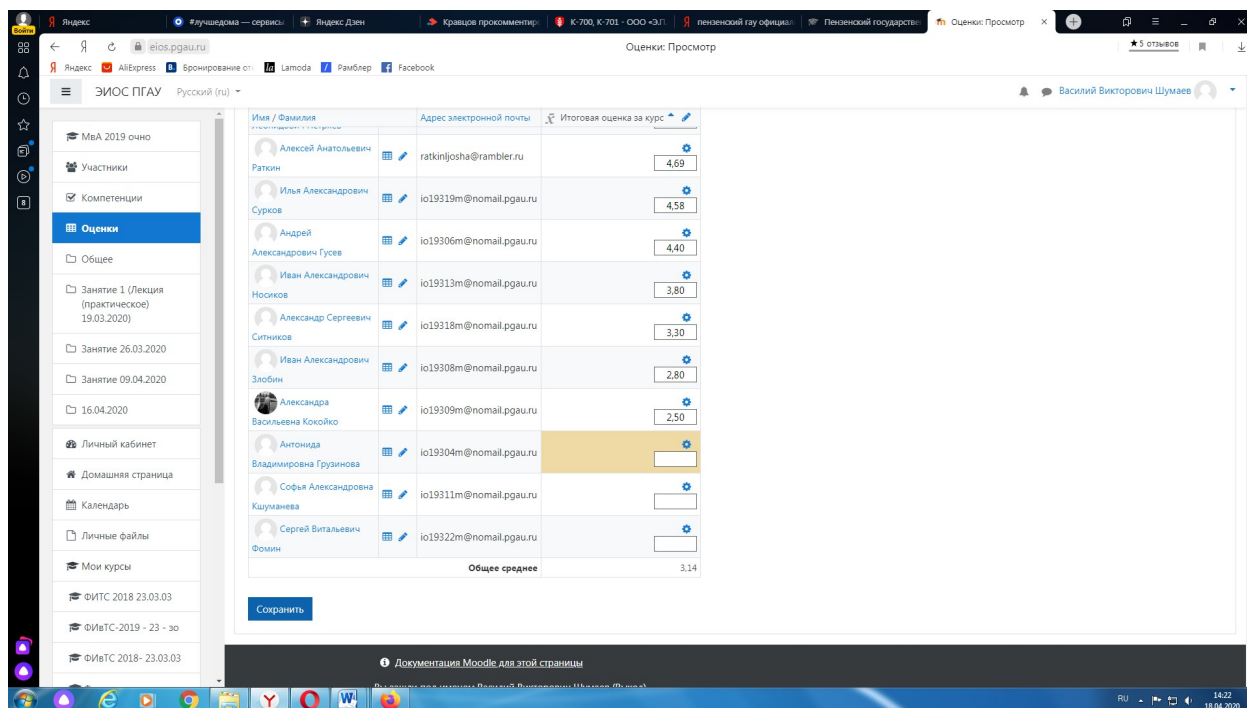 Яндекс
#лучшедома — сервисы
Яндекс Дзен
Кравцов прокомментир
К-700, К-701 - ООО «Э.П.
пензенский гау официал
Пензенский государстве
Оценки: Просмотр
Войти
eios.pgau.ru
Оценки: Просмотр
★ 5 отзывов
Яндекс
AliExpress
Бронирование от
Lamoda
Рамблер
Facebook
ЭИОС ПГАУ Русский (ru)
Василий Викторович Шумаев
МвА 2019 очно
Участники
Компетенции
Оценки
Общее
Занятие 1 (Лекция
(практическое)
19.03.2020)
Занятие 26.03.2020
Занятие 09.04.2020
16.04.2020
Личный кабинет
Домашняя страница
Календарь
Личные файлы
Мои курсы
ФИТС 2018 23.03.03
ФИвТС-2019 - 23 - зо
ФИвТС 2018- 23.03.03
Имя / Фамилия Адрес электронной почты Итоговая оценка за курс
Алексей Анатольевич
Раткин ratkinljosha@rambler.ru 4,69
Илья Александрович
Сурков io19319m@nomail.pgau.ru 4,58
Андрей
Александрович Гусев io19306m@nomail.pgau.ru 4,40
Иван Александрович
Носиков io19313m@nomail.pgau.ru 3,80
Александр Сергеевич
Ситников io19318m@nomail.pgau.ru 3,30
Иван Александрович
Злобин io19308m@nomail.pgau.ru 2,80
Александра
Васильевна Кокойко io19309m@nomail.pgau.ru 2,50
Антонида
Владимировна Грузинова io19304m@nomail.pgau.ru
Софья Александровна
Кшуманева io19311m@nomail.pgau.ru
Сергей Витальевич
Фомин io19322m@nomail.pgau.ru
Общее среднее 3,14
Сохранить
Документация Moodle для этой страницы
RU
14:22
18.04.2020